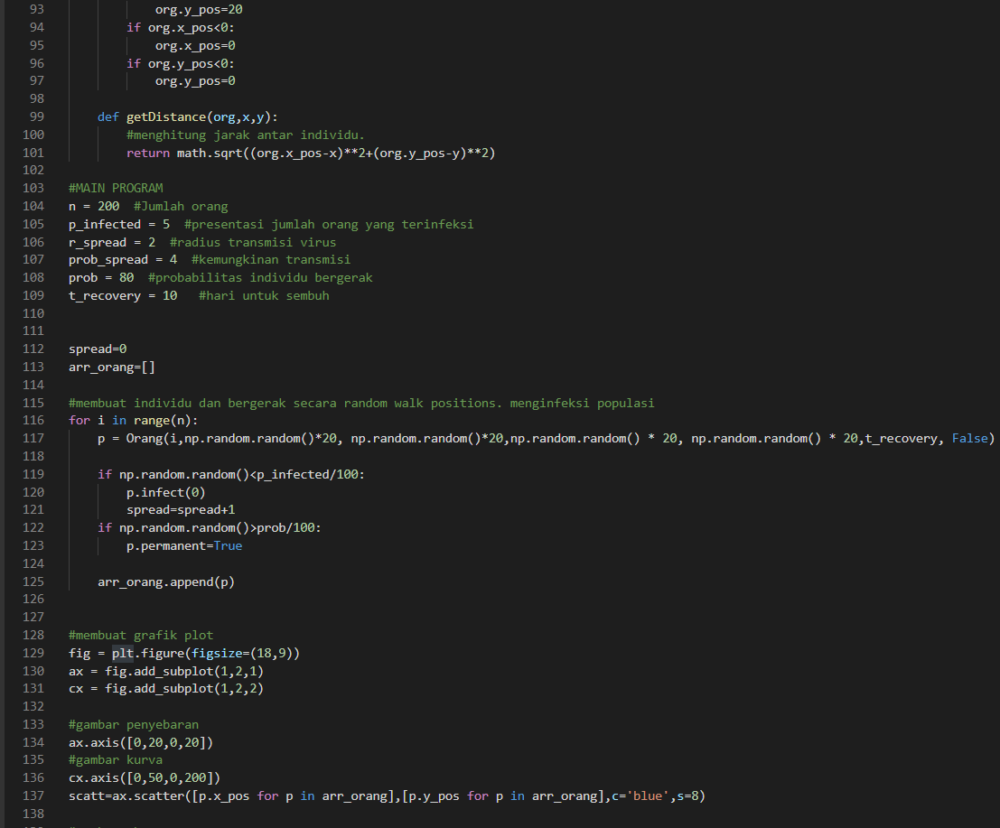 93 org.y_pos=20
94 if org.x_pos<0:
95 org.x_pos=0
96 if org.y_pos<0:
97 org.y_pos=0
98
99 def getDistance(org,x,y):
100 #menghitung jarak antar individu.
101 return math.sqrt((org.x_pos-x)**2+(org.y_pos-y)**2)
102
103 #MAIN PROGRAM
104 n = 200  #Jumlah orang
105 p_infected = 5  #presentasi jumlah orang yang terinfeksi
106 r_spread = 2  #radius transmisi virus
107 prob_spread = 4  #kemungkinan transmisi
108 prob = 80  #probabilitas individu bergerak
109 t_recovery = 10   #hari untuk sembuh
110
111
112 spread=0
113 arr_orang=[]
114
115 #membuat individu dan bergerak secara random walk positions. menginfeksi populasi
116 for i in range(n):
117 p = Orang(i,np.random.random()*20, np.random.random()*20,np.random.random() * 20, np.random.random() * 20,t_recovery, False)
118
119 if np.random.random()<p_infected/100:
120 p.infect(0)
121 spread=spread+1
122 if np.random.random()>prob/100:
123 p.permanent=True
124
125 arr_orang.append(p)
126
127
128 #membuat grafik plot
129 fig = plt.figure(figsize=(18,9))
130 ax = fig.add_subplot(1,2,1)
131 cx = fig.add_subplot(1,2,2)
132
133 #gambar penyebaran
134 ax.axis([0,20,0,20])
135 #gambar kurva
136 cx.axis([0,50,0,200])
137 scatt=ax.scatter([p.x_pos for p in arr_orang],[p.y_pos for p in arr_orang],c='blue',s=8)
138